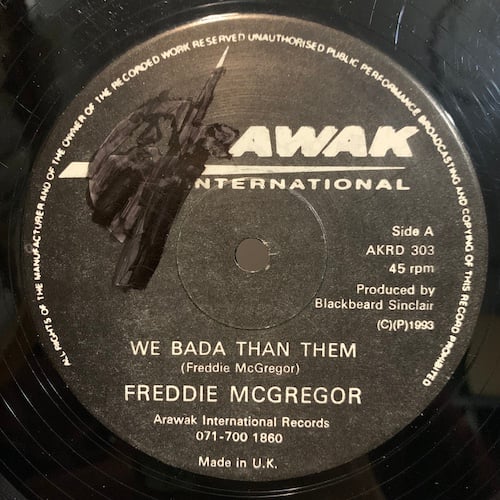 ALL RIGHTS OF THE MANUFACTURER AND OF THE OWNER OF THE RECORDED WORK RESERVED UNAUTHORISED PUBLIC PERFORMANCE BROADCASTING AND COPYING OF THIS RECORD PROHIBITED
AWAK
INTERNATIONAL
Side A
AKRD 303
45 rpm
Produced by
Blackbeard Sinclair
(C)(P)1993
WE BADA THAN THEM
(Freddie McGregor)
FREDDIE MCGREGOR
Arawak International Records
071-700 1860
Made in U.K.